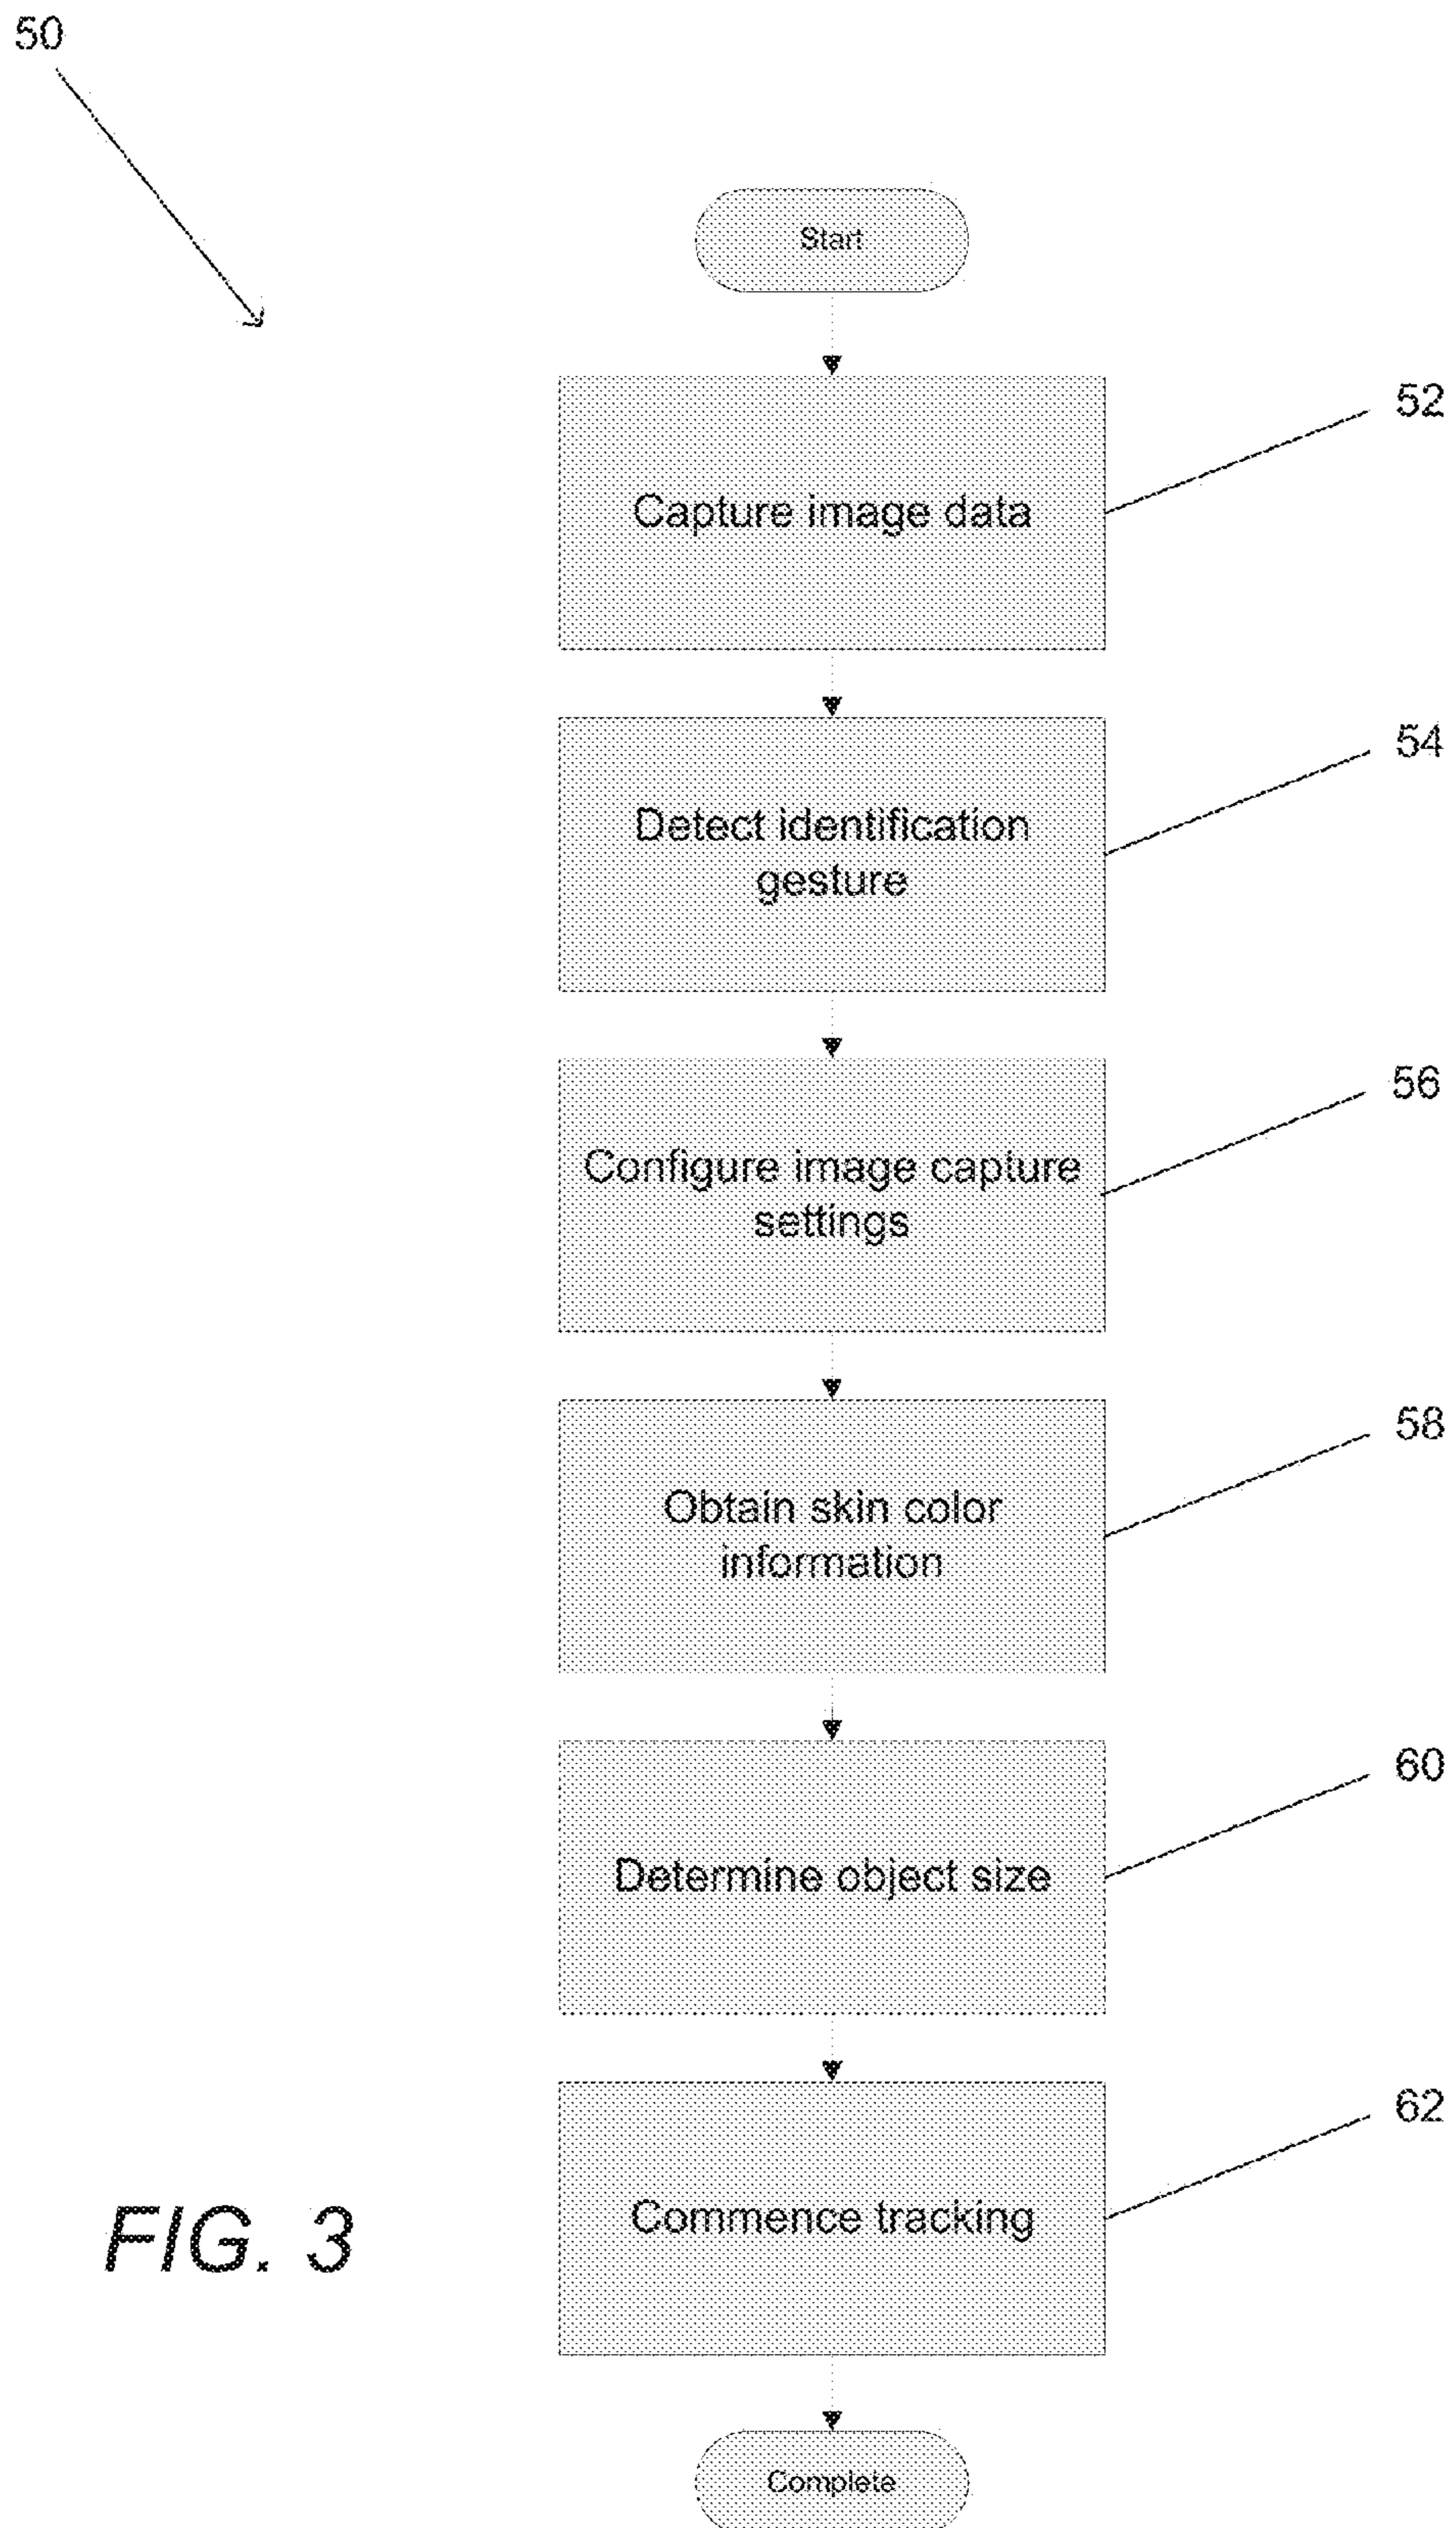 50
Start
Capture image data
52
Detect identification
gesture
54
Configure image capture
settings
56
Obtain skin color
information
58
Determine object size
60
Commence tracking
62
FIG. 3
Complete